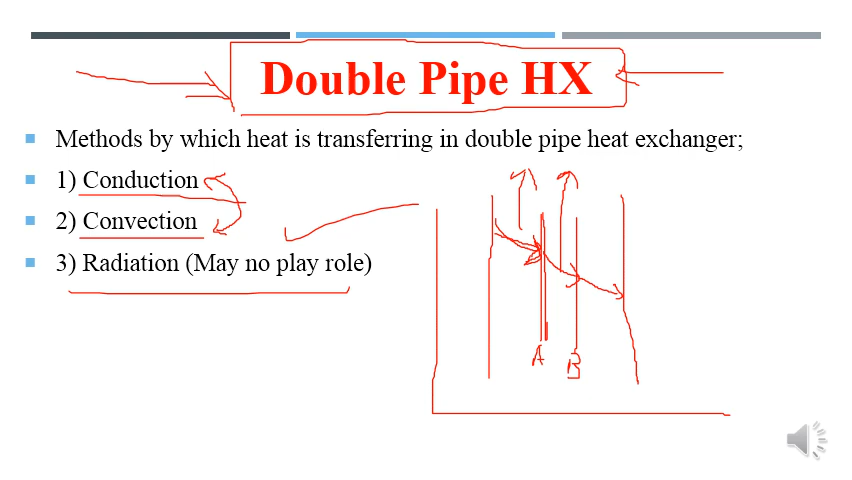 Double Pipe HX
Methods by which heat is transferring in double pipe heat exchanger;
1) Conduction
2) Convection
3) Radiation (May no play role)
A B